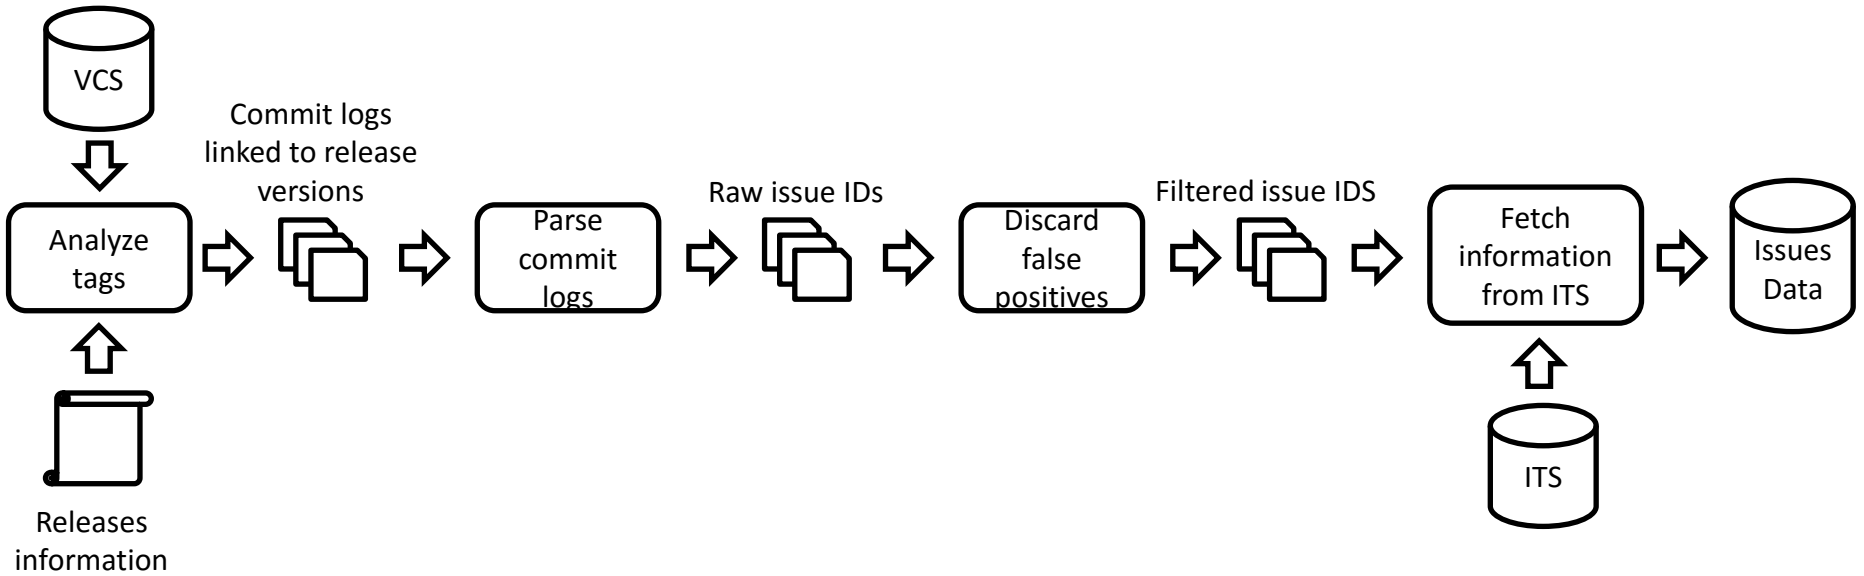 VCS
Commit logs
linked to release
versions
Analyze
tags
Parse
commit
logs
Raw issue IDs
Discard
false
positives
Filtered issue IDS
Fetch
information
from ITS
Issues
Data
ITS
Releases
information